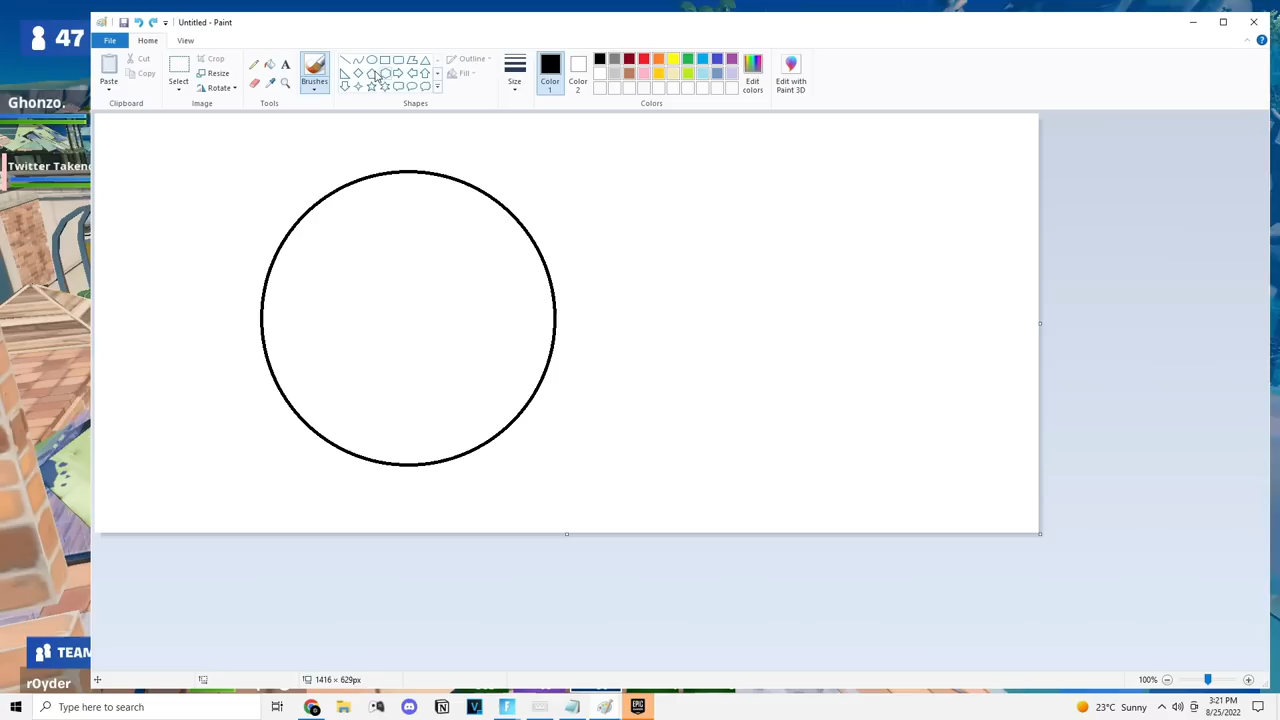 47
Untitled - Paint
File
Home
View
Paste
Cut
Copy
Clipboard
Select
Crop
Resize
Rotate
Image
Tools
Brushes
Shapes
Outline
Fill
Size
Color 1
Color 2
Colors
Edit colors
Edit with Paint 3D
Ghonzo.
Twitter Taken
TEAM
r0yder
1416 × 629px
100%
Type here to search
23°C Sunny
3:21 PM
8/25/2022